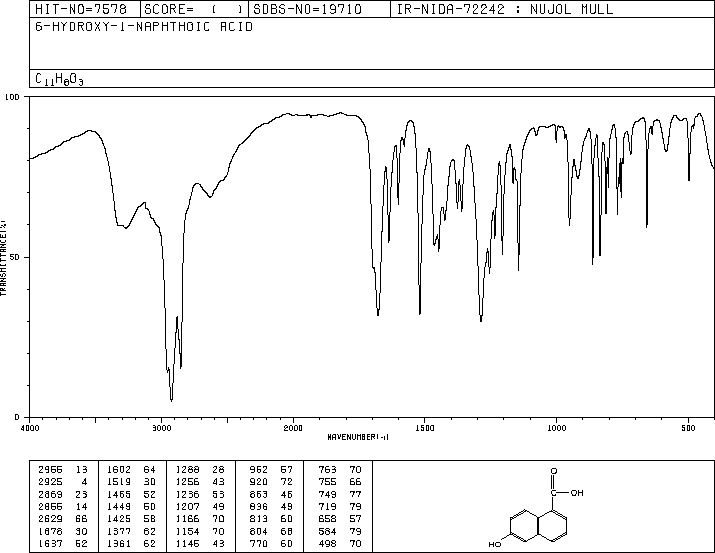 HIT-NO=7578 SCORE= ( ) SDBS-NO=19710 IR-NIDA-72242 : NUJOL MULL
6-HYDROXY-1-NAPHTHOIC ACID
C11H8O3
100
50
0
TRANSMITTANCE(%)
4000 3000 2000 1500 1000 500
WAVENUMBER(-1)
2955 13 1602 64 1288 28 952 57 763 70
2925 4 1519 30 1256 43 920 72 755 66
2869 23 1465 52 1236 53 863 46 749 77
2855 14 1449 50 1207 49 836 49 719 79
2629 66 1425 58 1166 70 813 60 658 57
1678 30 1377 62 1154 70 804 68 584 79
1637 52 1361 62 1145 43 770 60 498 70
O
C OH
HO